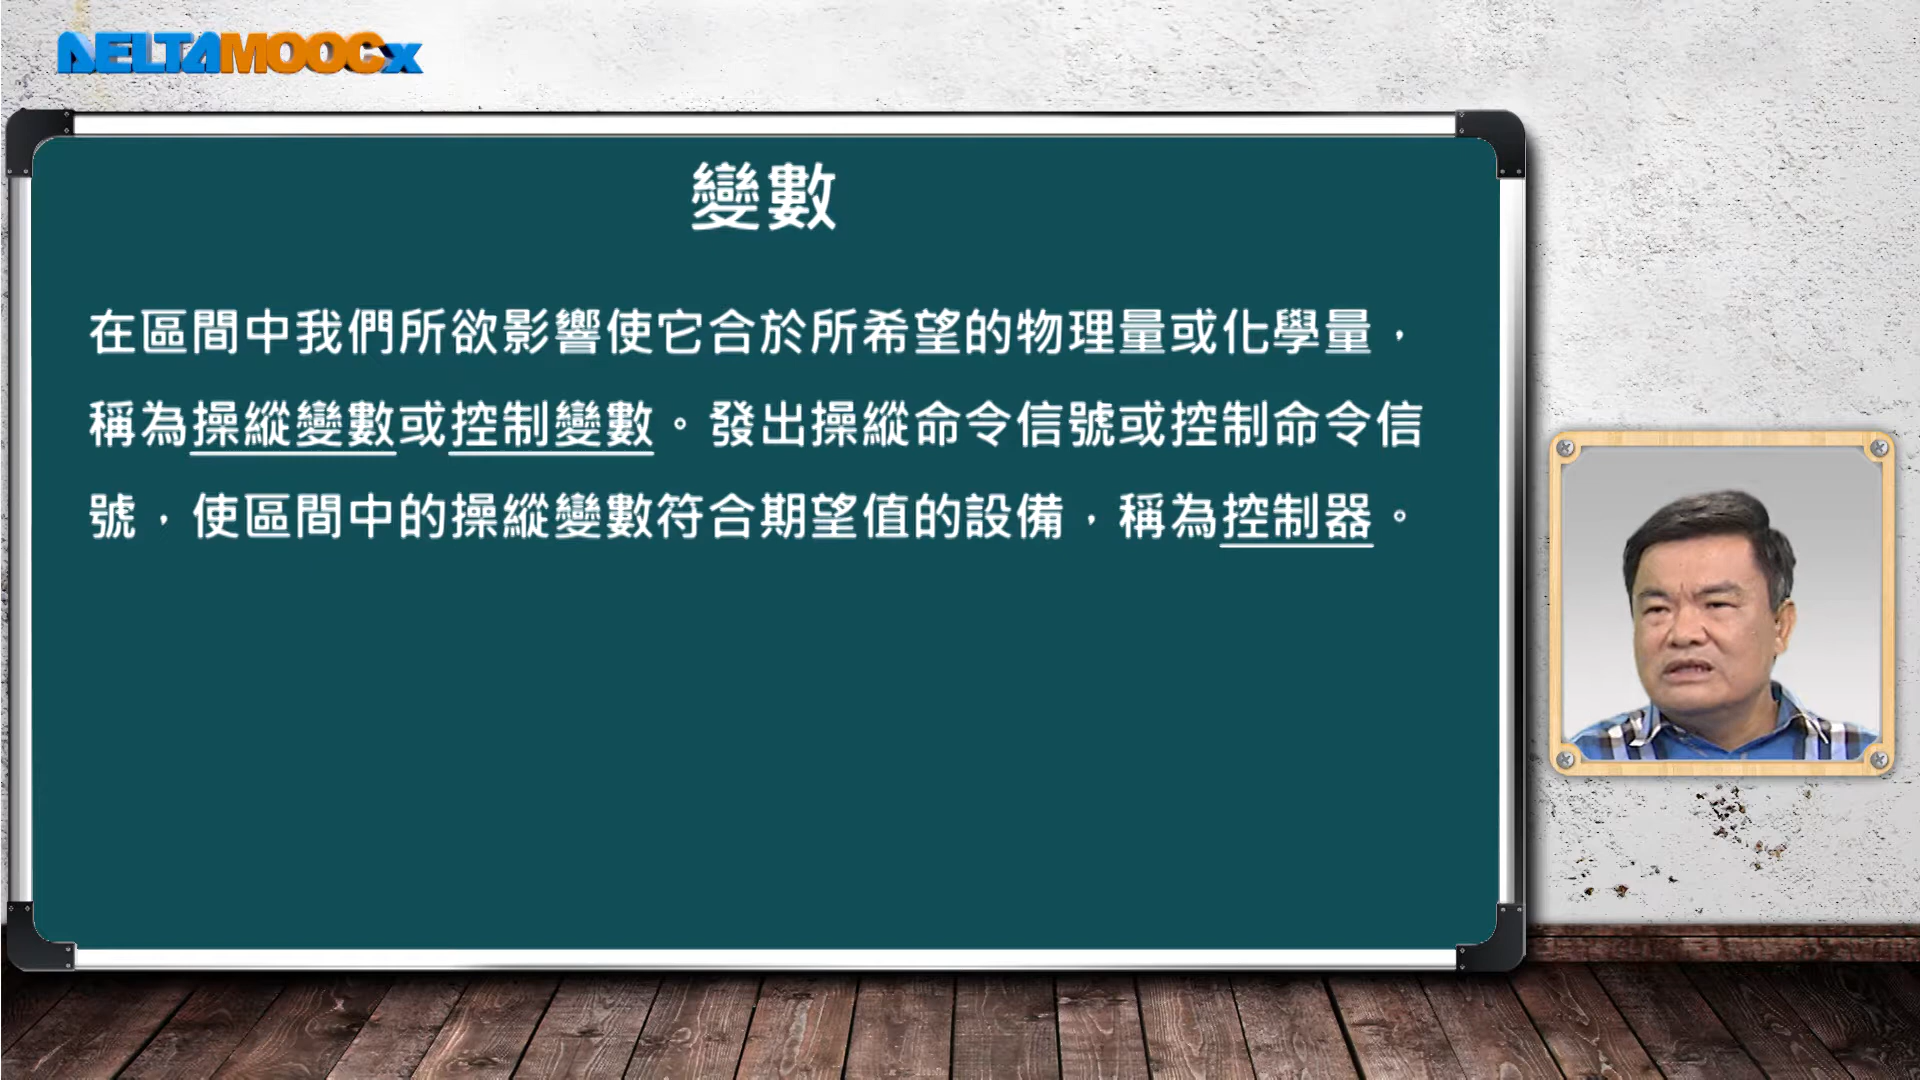 DELTAMOOCx
變數
在區間中我們所欲影響使它合於所希望的物理量或化學量，
稱為操縱變數或控制變數。發出操縱命令信號或控制命令信
號，使區間中的操縱變數符合期望值的設備，稱為控制器。